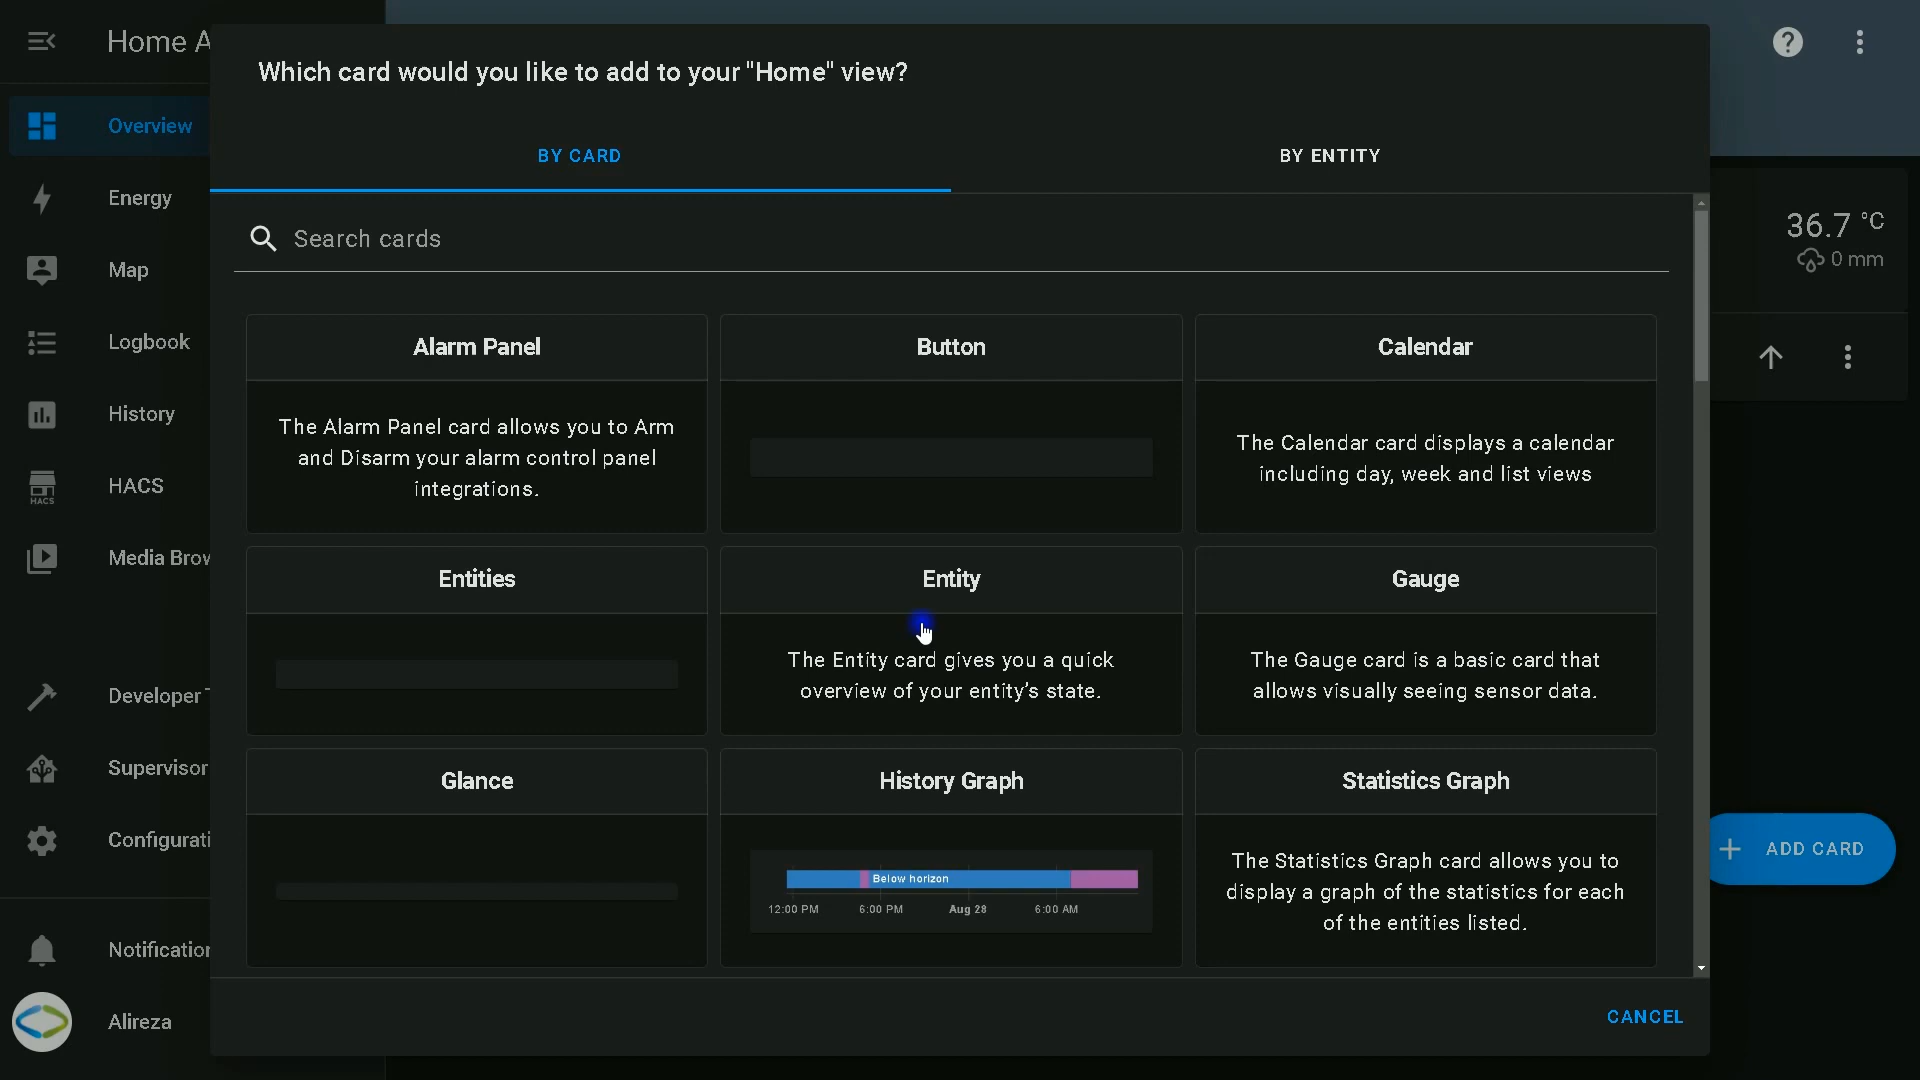 Home A
Which card would you like to add to your "Home" view?
Overview
BY CARD
BY ENTITY
Energy
36.7 °C
0 mm
Search cards
Map
Logbook
Alarm Panel
Button
Calendar
History
The Alarm Panel card allows you to Arm
and Disarm your alarm control panel
integrations.
The Calendar card displays a calendar
including day, week and list views
HACS
HACS
Media Brow
Entities
Entity
Gauge
The Entity card gives you a quick
overview of your entity's state.
The Gauge card is a basic card that
allows visually seeing sensor data.
Developer T
Supervisor
Glance
History Graph
Statistics Graph
Configurati
ADD CARD
Below horizon
12:00 PM 6:00 PM Aug 28 6:00 AM
The Statistics Graph card allows you to
display a graph of the statistics for each
of the entities listed.
Notification
Alireza
CANCEL